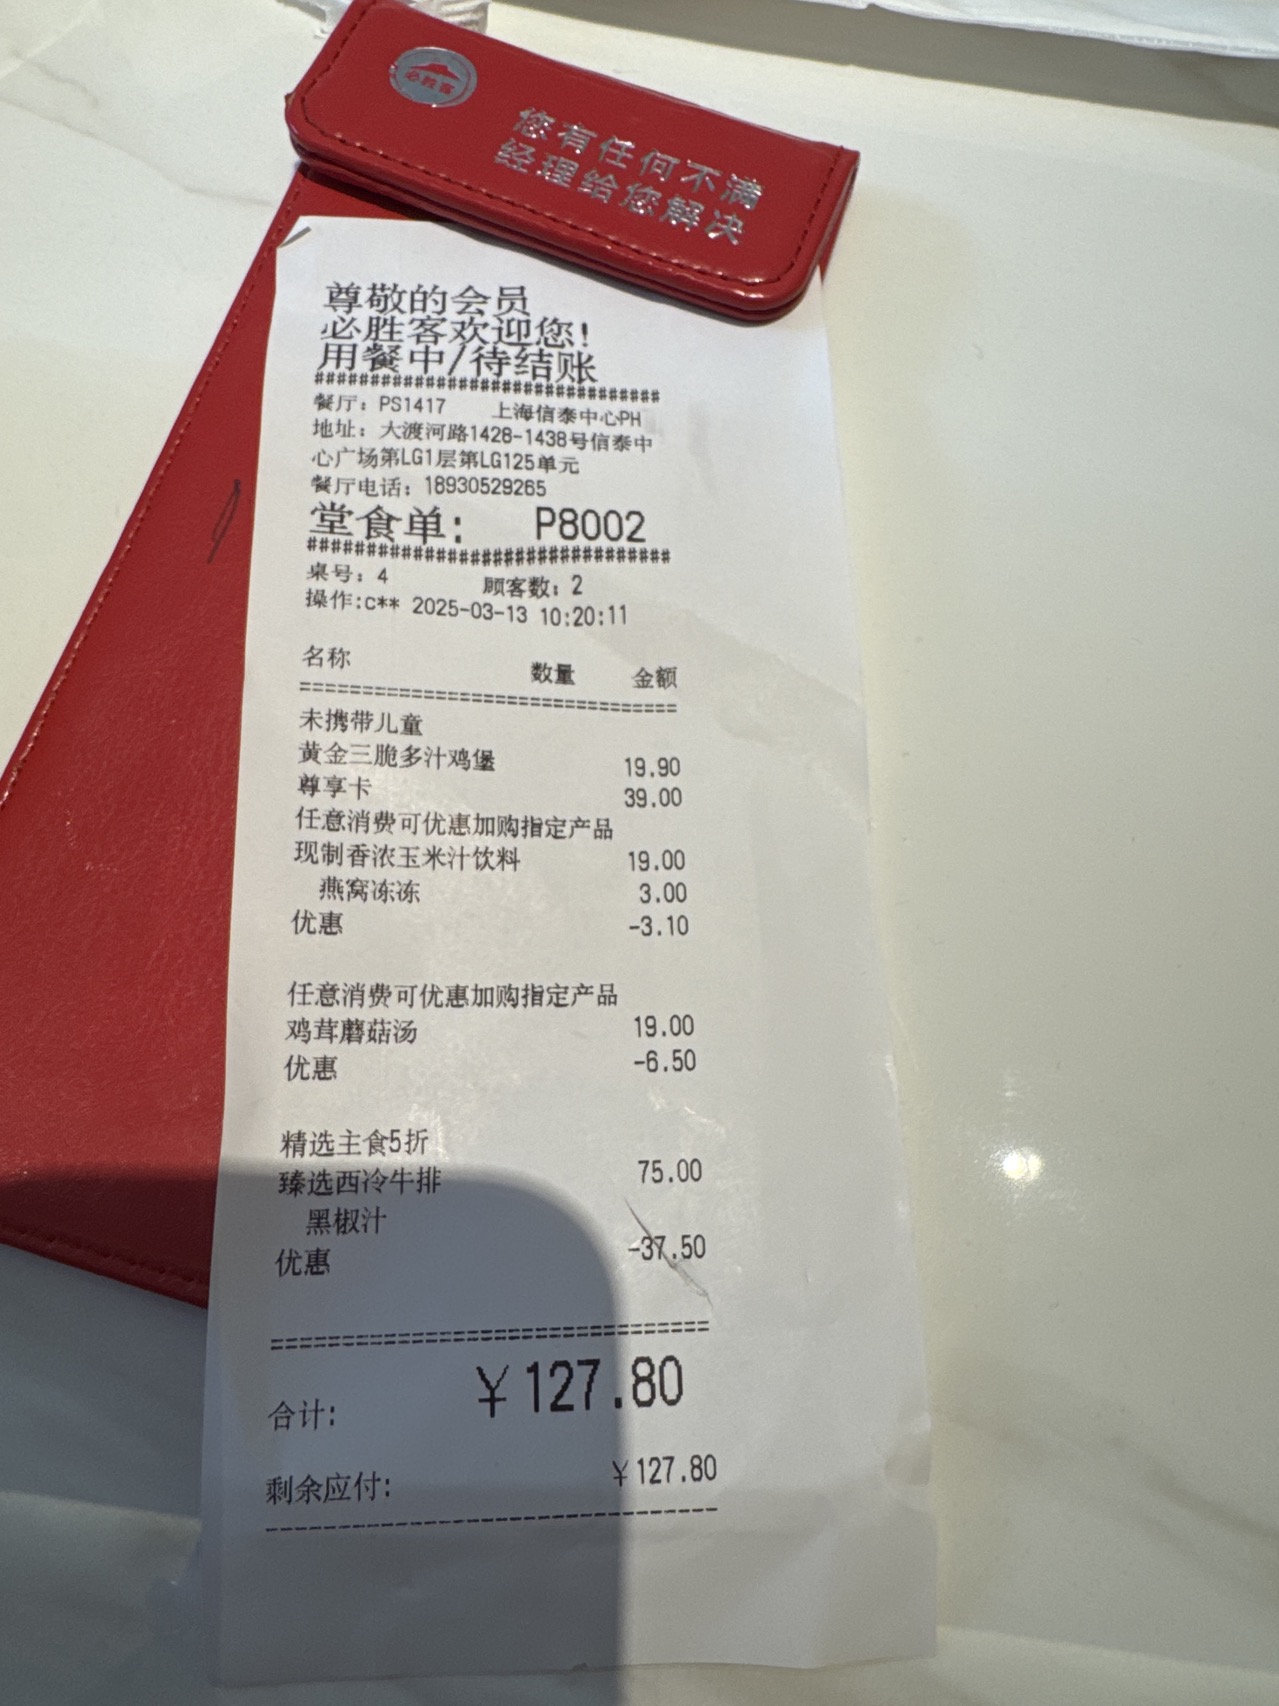 必胜客
您有任何不满
经理给您解决
尊敬的会员
必胜客欢迎您!
用餐中/待结账
##############################
餐厅: PS1417 上海信泰中心PH
地址: 大渡河路1428-1438号信泰中
心广场第LG1层第LG125单元
餐厅电话: 18930529265
堂食单: P8002
##############################
桌号: 4 顾客数: 2
操作:c** 2025-03-13 10:20:11
名称 数量 金额
==============================
未携带儿童
黄金三脆多汁鸡堡 19.90
尊享卡 39.00
任意消费可优惠加购指定产品
现制香浓玉米汁饮料 19.00
燕窝冻冻 3.00
优惠 -3.10
任意消费可优惠加购指定产品
鸡茸蘑菇汤 19.00
优惠 -6.50
精选主食5折
臻选西冷牛排 75.00
黑椒汁
优惠 -37.50
==============================
合计: ¥127.80
剩余应付: ¥127.80
------------------------------